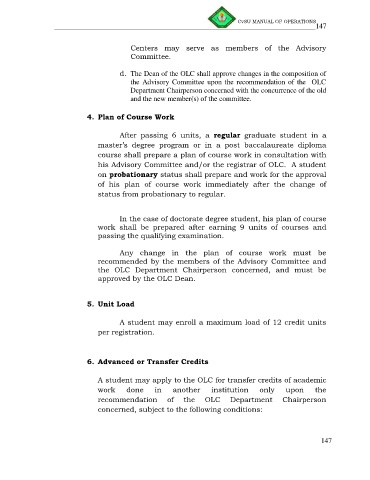 CvSU MANUAL OF OPERATIONS
147
Centers may serve as members of the Advisory
Committee.
d. The Dean of the OLC shall approve changes in the composition of
the Advisory Committee upon the recommendation of the OLC
Department Chairperson concerned with the concurrence of the old
and the new member(s) of the committee.
4. Plan of Course Work
After passing 6 units, a regular graduate student in a
master's degree program or in a post baccalaureate diploma
course shall prepare a plan of course work in consultation with
his Advisory Committee and/or the registrar of OLC. A student
on probationary status shall prepare and work for the approval
of his plan of course work immediately after the change of
status from probationary to regular.
In the case of doctorate degree student, his plan of course
work shall be prepared after earning 9 units of courses and
passing the qualifying examination.
Any change in the plan of course work must be
recommended by the members of the Advisory Committee and
the OLC Department Chairperson concerned, and must be
approved by the OLC Dean.
5. Unit Load
A student may enroll a maximum load of 12 credit units
per registration.
6. Advanced or Transfer Credits
A student may apply to the OLC for transfer credits of academic
work done in another institution only upon the
recommendation of the OLC Department Chairperson
concerned, subject to the following conditions:
147